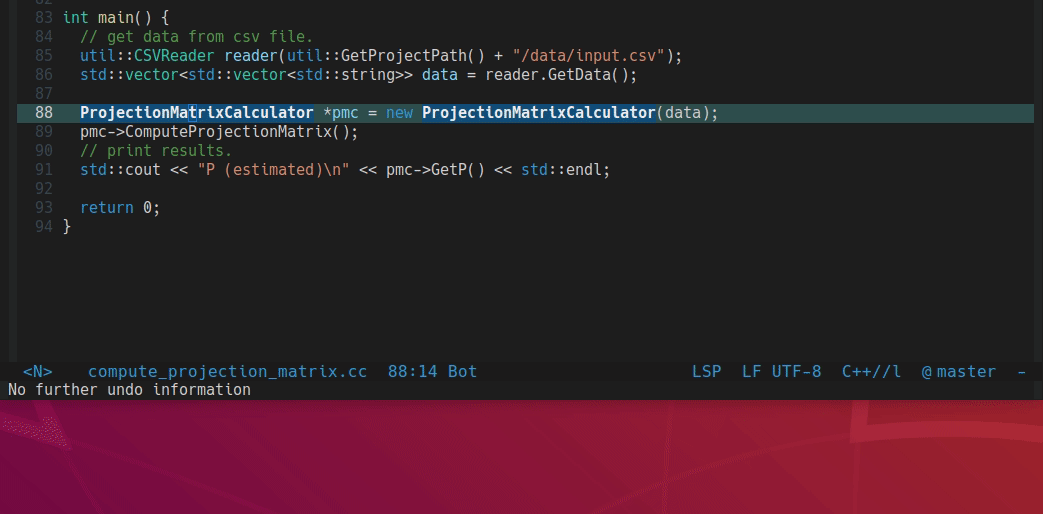 82
83 int main() {
84   // get data from csv file.
85   util::CSVReader reader(util::GetProjectPath() + "/data/input.csv");
86   std::vector<std::vector<std::string>> data = reader.GetData();
87
88   ProjectionMatrixCalculator *pmc = new ProjectionMatrixCalculator(data);
89   pmc->ComputeProjectionMatrix();
90   // print results.
91   std::cout << "P (estimated)\n" << pmc->GetP() << std::endl;
92
93   return 0;
94 }
<N> compute_projection_matrix.cc 88:14 Bot LSP LF UTF-8 C++//l @ master -
No further undo information